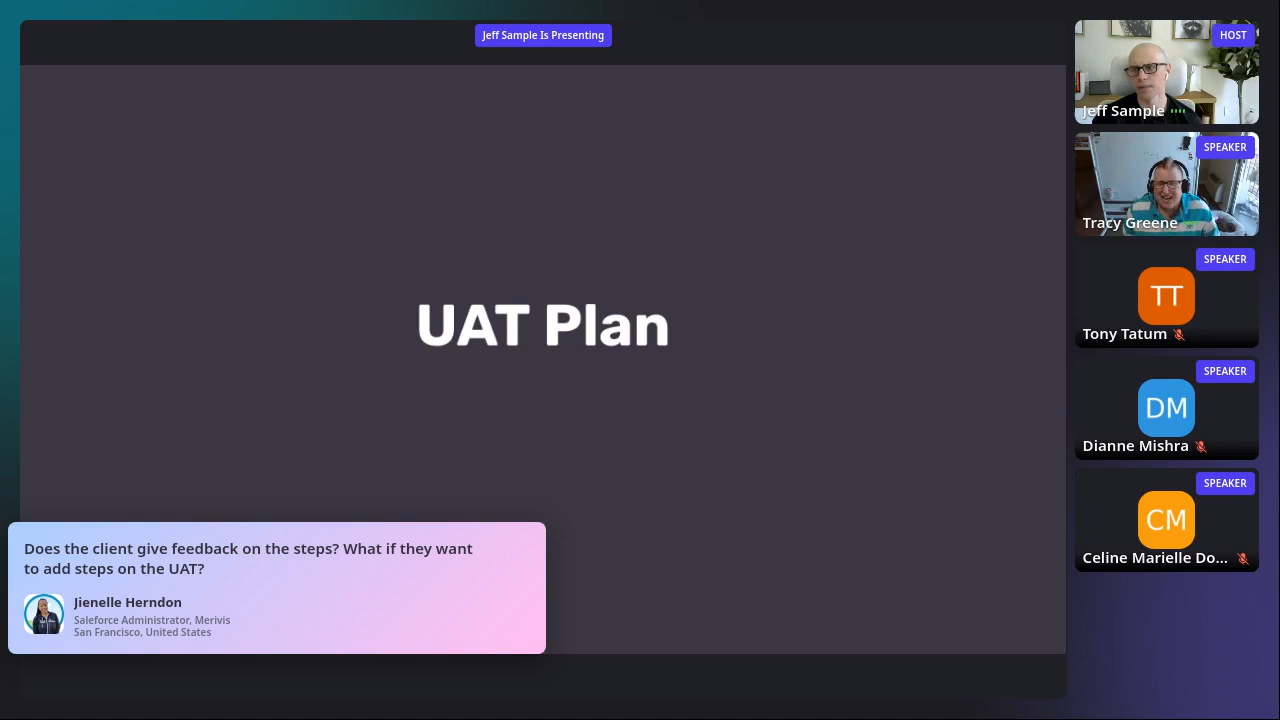 Jeff Sample Is Presenting
UAT Plan
Does the client give feedback on the steps? What if they want
to add steps on the UAT?
Jienelle Herndon
Saleforce Administrator, Merivis
San Francisco, United States
HOST
Jeff Sample
SPEAKER
Tracy Greene
SPEAKER
TT
Tony Tatum
SPEAKER
DM
Dianne Mishra
SPEAKER
CM
Celine Marielle Do...